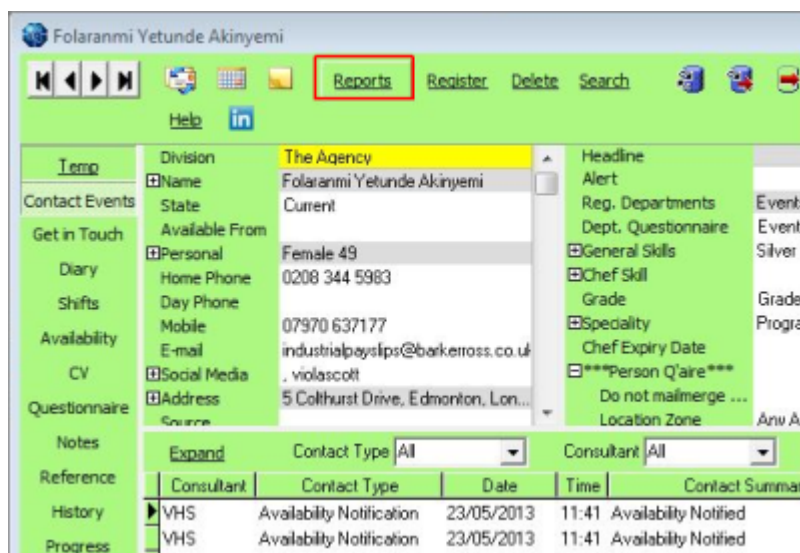 Folaranmi Yetunde Akinyemi
Reports Register Delete Search
Help in
Temp
Contact Events
Get in Touch
Diary
Shifts
Availability
CV
Questionnaire
Notes
Reference
History
Progress
Division The Agency
Name Folaranmi Yetunde Akinyemi
State Current
Available From
Personal Female 49
Home Phone 0208 344 5983
Day Phone
Mobile 07970 637177
E-mail industrialpayslips@barkerross.co.uk
Social Media , violascott
Address 5 Colthurst Drive, Edmonton, Lon...
Source
Headline
Alert
Reg. Departments Events
Dept. Questionnaire Event
General Skills Silver
Chef Skill
Grade Grade
Speciality Progra
Chef Expiry Date
***Person Q'aire***
Do not mailmerge ...
Location Zone Any A
Expand Contact Type All Consultant All
Consultant Contact Type Date Time Contact Summar
VHS Availability Notification 23/05/2013 11:41 Availability Notified
VHS Availability Notification 23/05/2013 11:41 Availability Notified